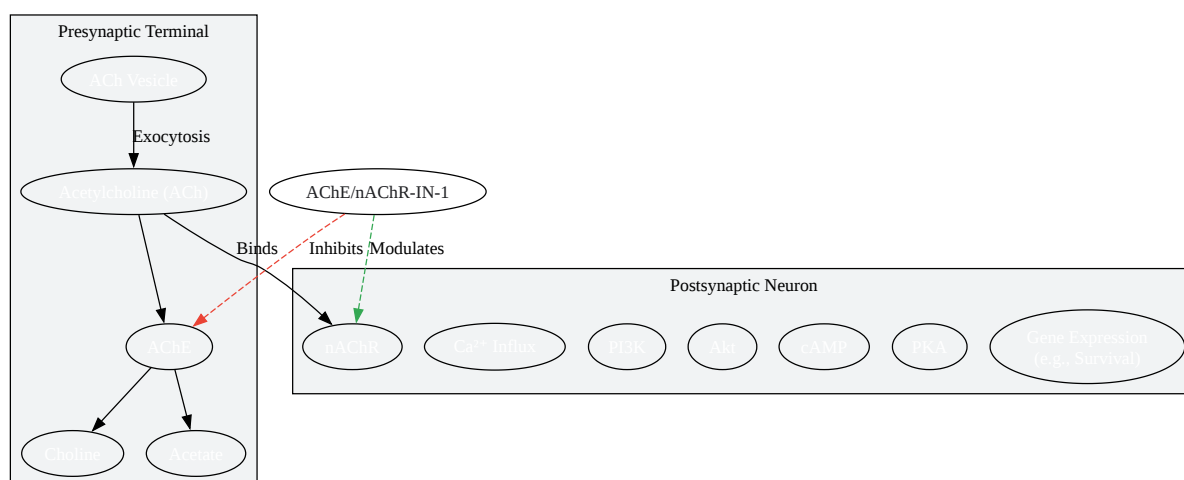 Presynaptic Terminal
ACh Vesicle
Exocytosis
Acetylcholine (ACh)
AChE/nAChR-IN-1
Binds
Inhibits
Modulates
Postsynaptic Neuron
AChE
nAChR
Ca²⁺ Influx
PI3K
Akt
cAMP
PKA
Gene Expression
(e.g., Survival)
Choline
Acetate